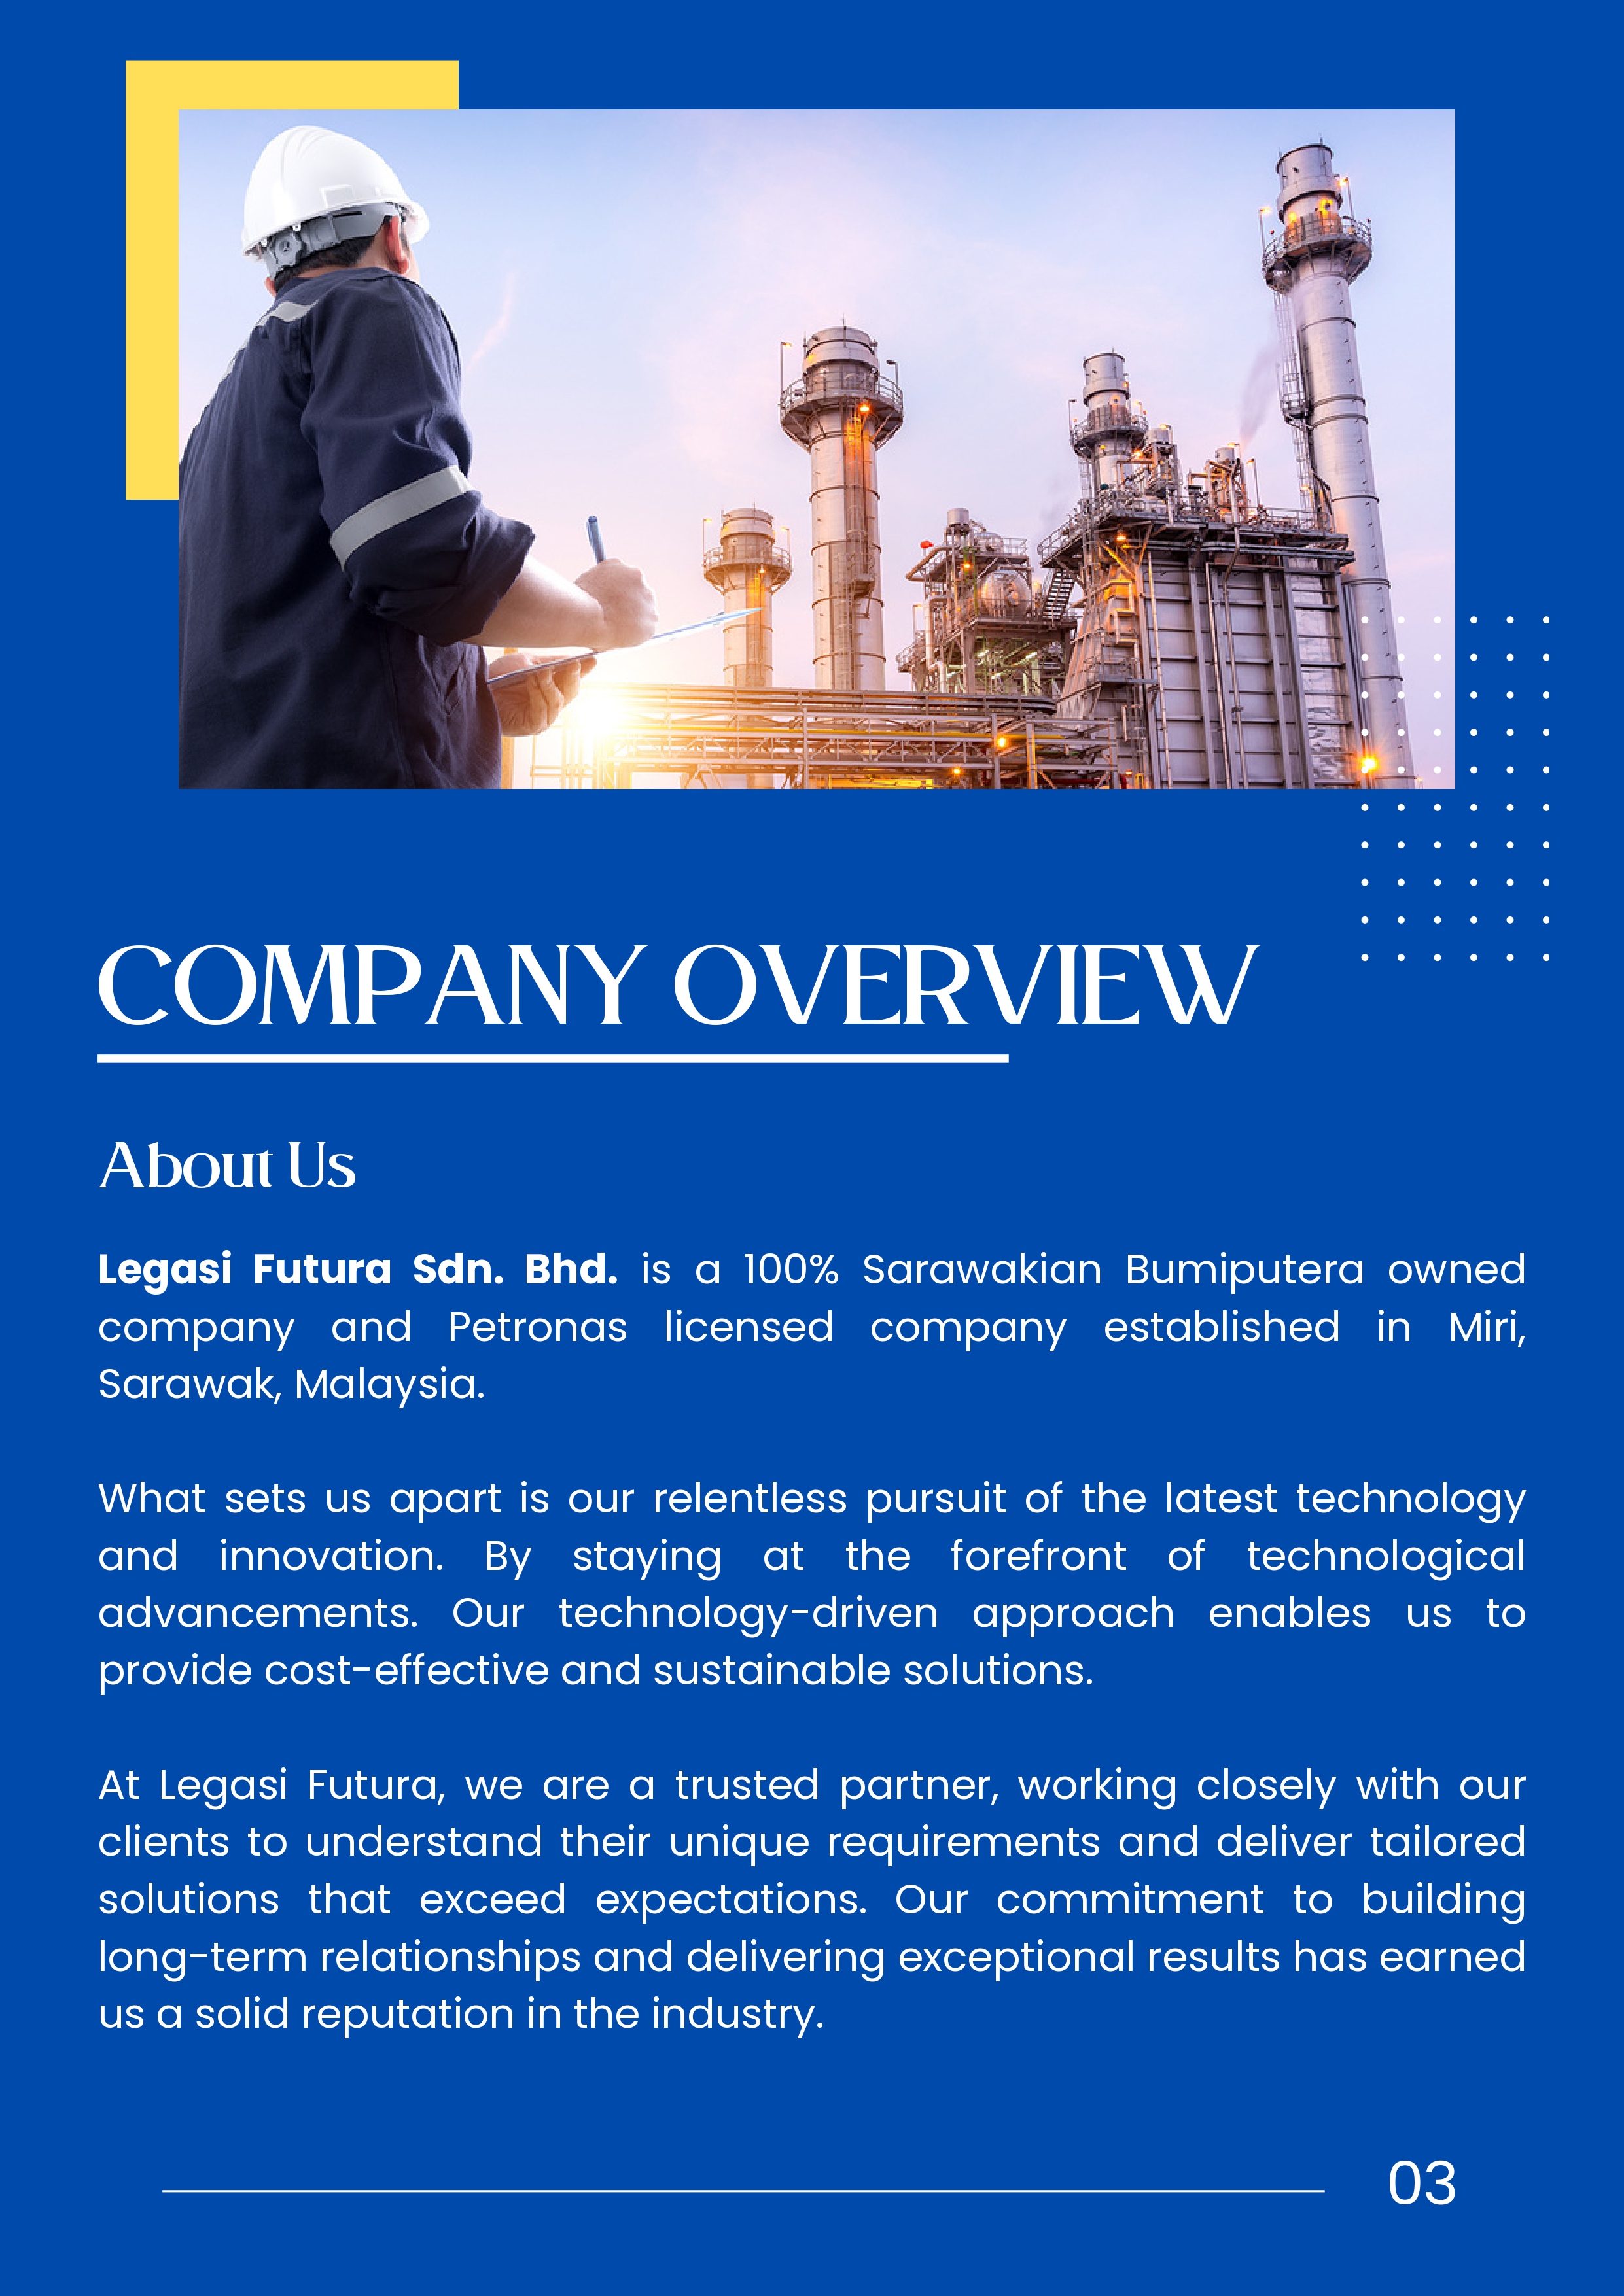 COMPANY OVERVIEW
About Us
Legasi Futura Sdn. Bhd. is a 100% Sarawakian Bumiputera owned
company and Petronas licensed company established in Miri,
Sarawak, Malaysia.
What sets us apart is our relentless pursuit of the latest technology
and innovation. By staying at the forefront of technological
advancements. Our technology-driven approach enables us to
provide cost-effective and sustainable solutions.
At Legasi Futura, we are a trusted partner, working closely with our
clients to understand their unique requirements and deliver tailored
solutions that exceed expectations. Our commitment to building
long-term relationships and delivering exceptional results has earned
us a solid reputation in the industry.
03